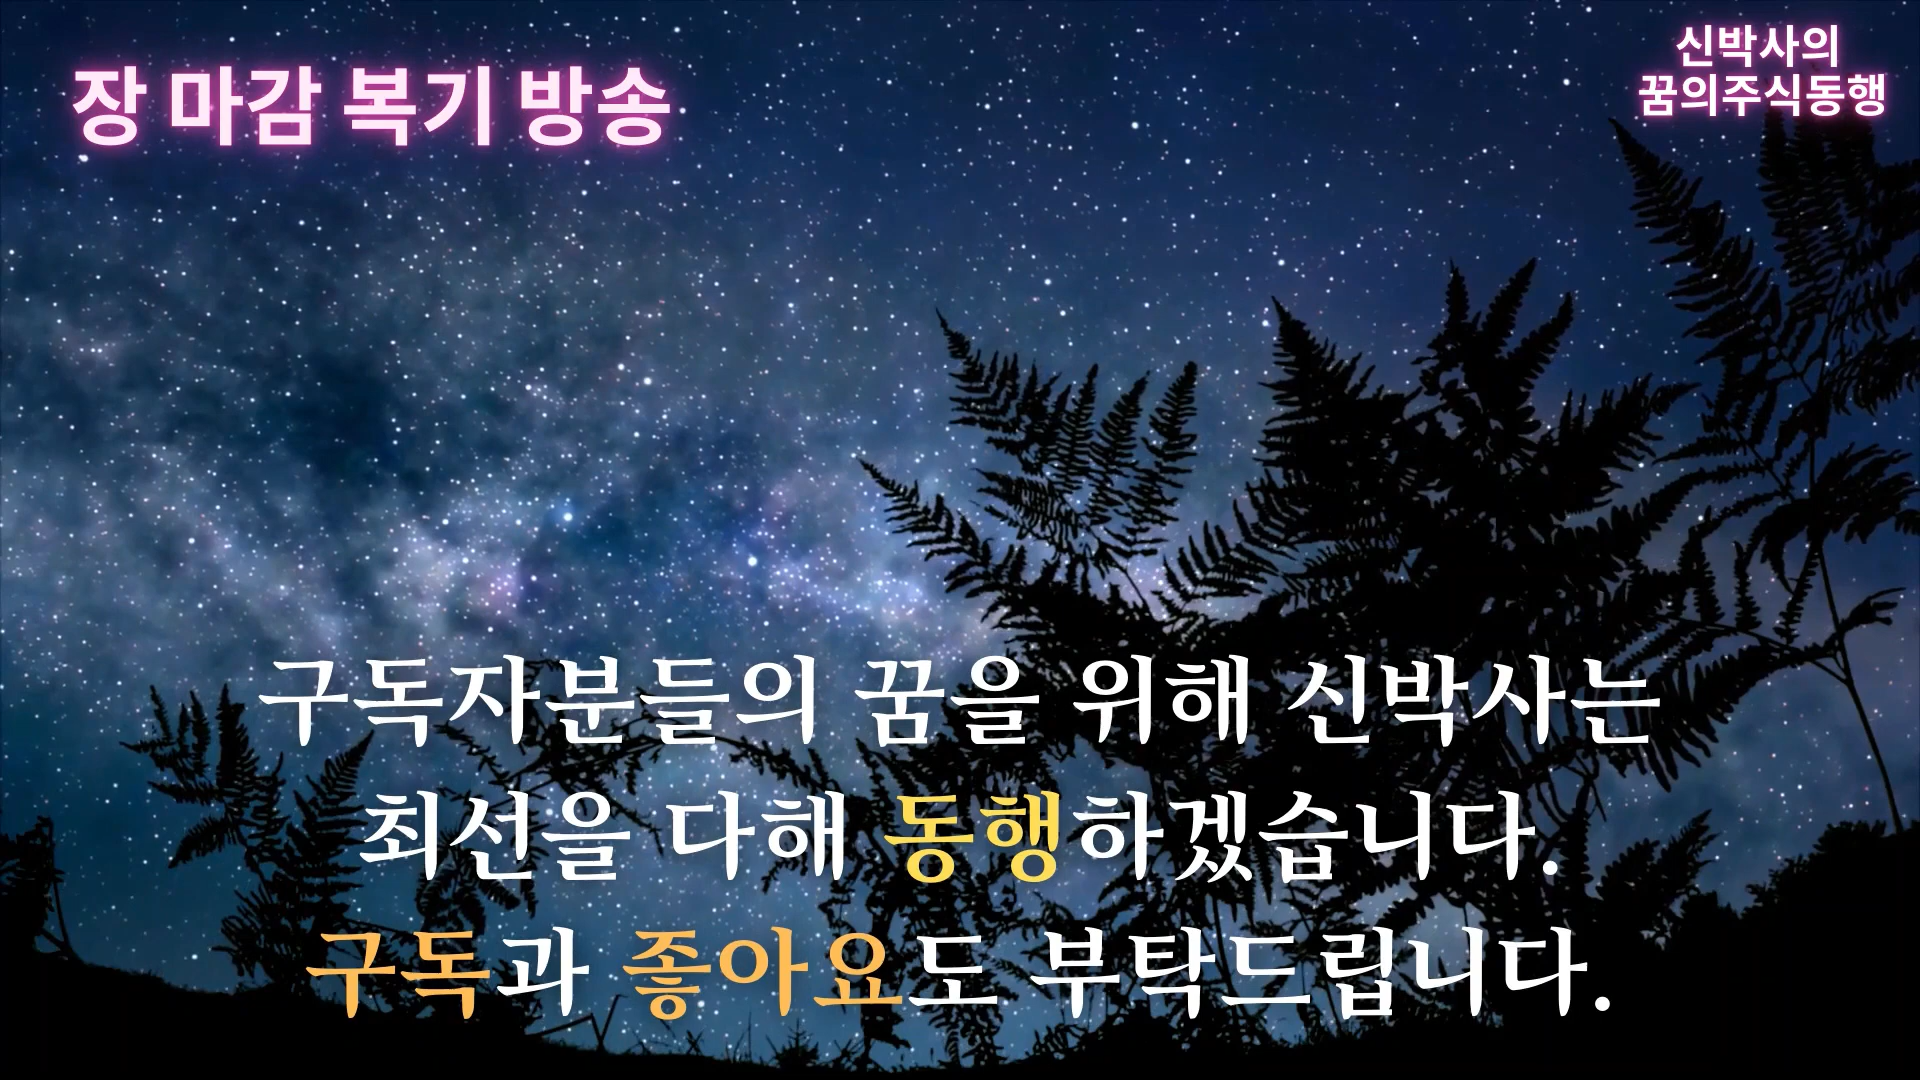 장 마감 복기 방송
신박사의
꿈의주식동행
구독자분들의 꿈을 위해 신박사는
최선을 다해 동행하겠습니다.
구독과 좋아요도 부탁드립니다.